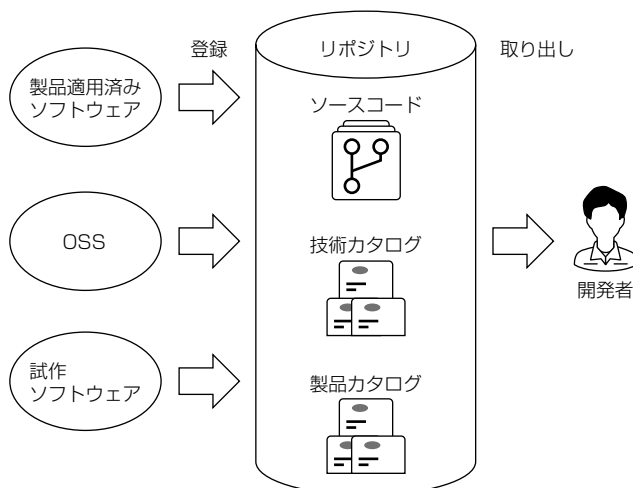 登録
リポジトリ
取り出し
製品適用済み
ソフトウェア
ソースコード
OSS
技術カタログ
開発者
試作
ソフトウェア
製品カタログ